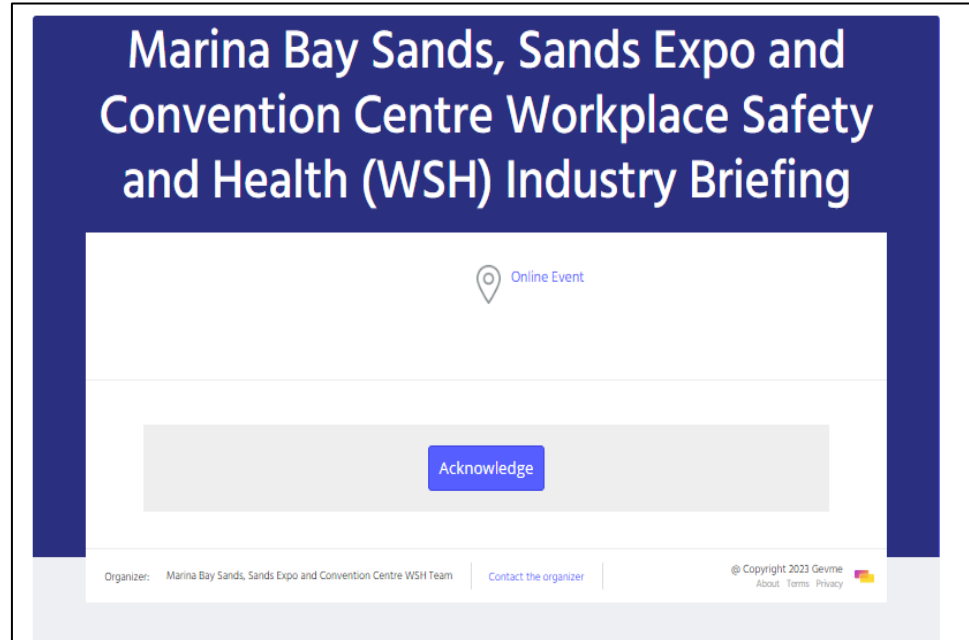 Marina Bay Sands, Sands Expo and
Convention Centre Workplace Safety
and Health (WSH) Industry Briefing
Online Event
Acknowledge
Organizer: Marina Bay Sands, Sands Expo and Convention Centre WSH Team
Contact the organizer
@ Copyright 2023 Gevme
About Terms Privacy